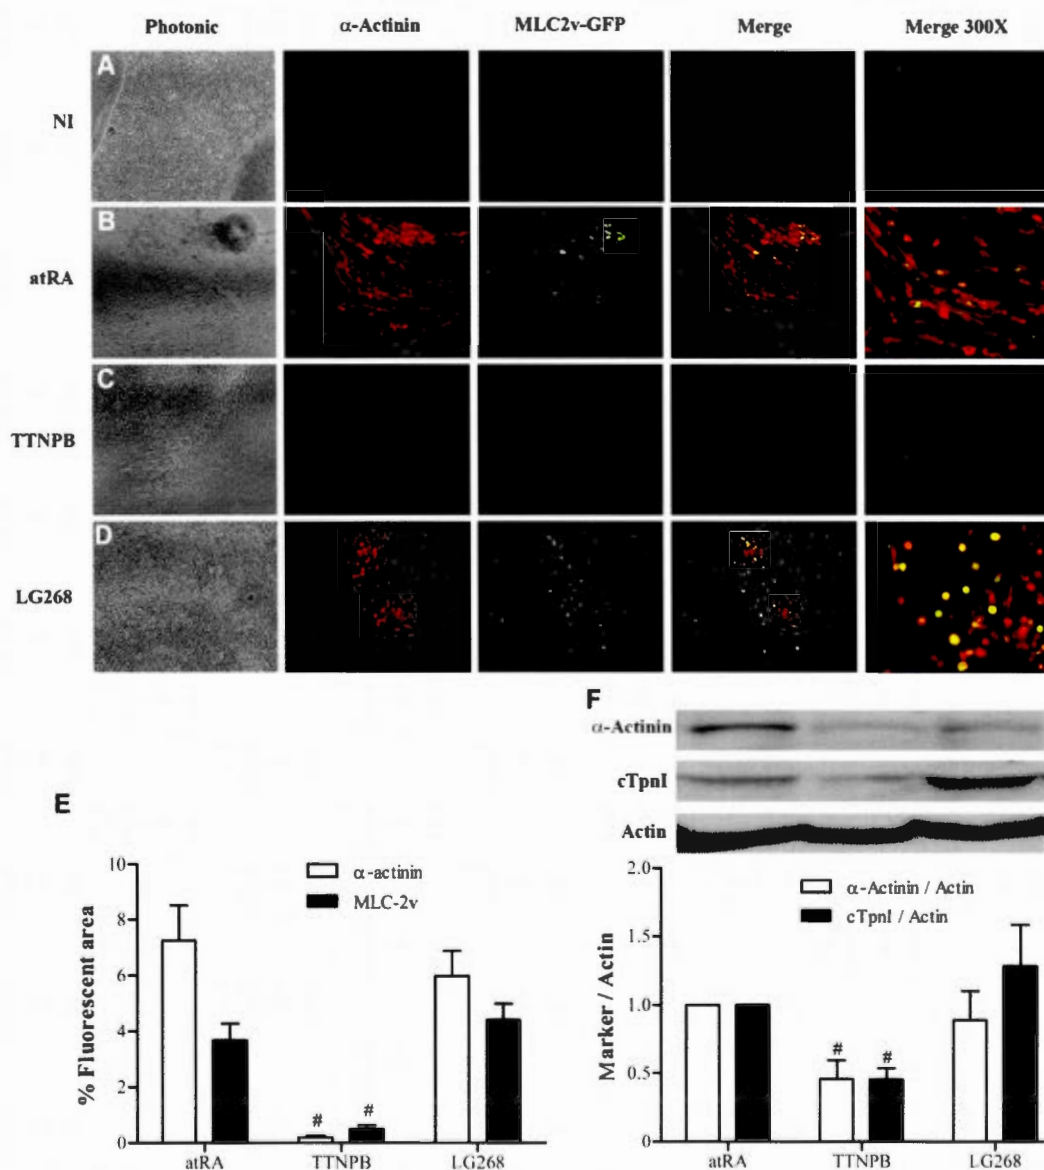 Photonic α-Actinin MLC2v-GFP Merge Merge 300X
A
NI
B
atRA
C
TTNPB
D
LG268
F
α-Actinin
cTpnI
Actin
E
10
8
6
4
2
0
% Fluorescent area
α-actinin
MLC-2v
# #
atRA TTNPB LG268
2.0
1.5
1.0
0.5
0
Marker / Actin
α-Actinin / Actin
cTpnI / Actin
# #
atRA TTNPB LG268